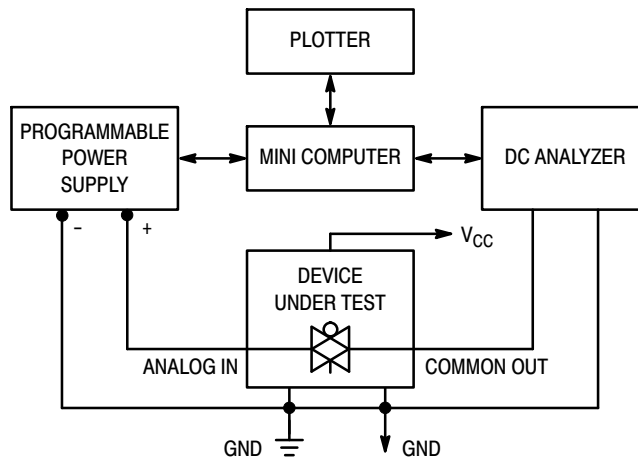 PLOTTER
PROGRAMMABLE
POWER
SUPPLY
MINI COMPUTER
DC ANALYZER
– +
VCC
DEVICE
UNDER TEST
ANALOG IN
COMMON OUT
GND
GND